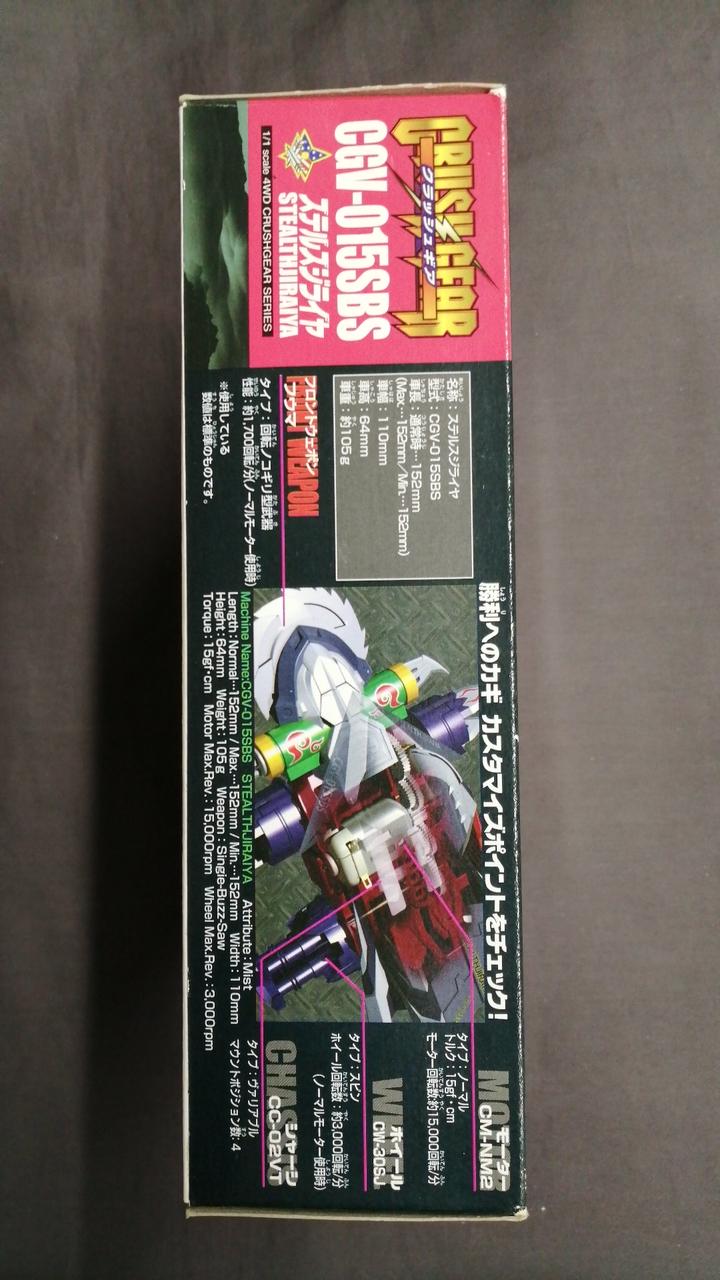 CRUSH GEAR
クラッシュギア
CGV-015SBS
ステルスジライヤ
STEALTHJIRAIYA
1/1 scale 4WD CRUSHGEAR SERIES
名称：ステルスジライヤ
型式：CGV-015SBS
車長：通常時…152mm
(Max…152mm/Min…152mm)
車幅：110mm
車高：64mm
車重：約105g
フロントウェポン
ブウマ
タイプ：回転ノコギリ型武器
性能：約1,700回転/分(ノーマルモーター使用時)
※使用している
数値は標準のものです。
勝利へのカギ カスタマイズポイントをチェック!
Machine Name:CGV-015SBS STEALTHJIRAIYA Attribute:Mist
Length:Normal…152mm/Max…152mm/Min…152mm Width:110mm
Height:64mm Weight:105g Weapon:Single-Buzz-Saw
Torque:15gf・cm Motor Max.Rev.:15,000rpm Wheel Max.Rev.:3,000rpm
モーター
CM-NM2
タイプ：ノーマル
トルク：15gf・cm
モーター回転数:約15,000回転/分
ホイール
CW-30SJ
タイプ：スピン
ホイール回転数：約3,000回転/分
(ノーマルモーター使用時)
シャーシ
CC-02VT
タイプ：ヴァリアブル
マウントポジション数：4